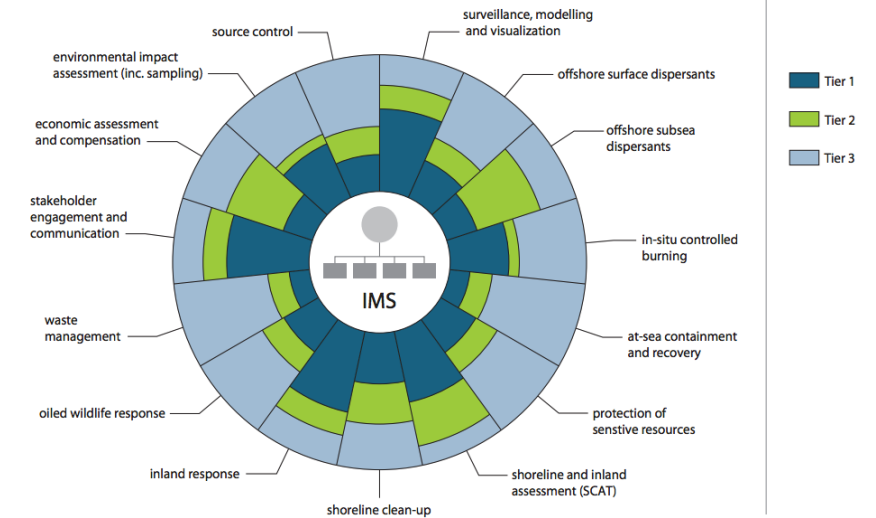 surveillance, modelling
and visualization
source control
environmental impact
assessment (inc. sampling)
offshore surface dispersants
Tier 1
economic assessment
and compensation
offshore subsea
dispersants
Tier 2
Tier 3
stakeholder
engagement and
communication
in-situ controlled
burning
IMS
waste
management
at-sea containment
and recovery
oiled wildlife response
protection of
senstive resources
inland response
shoreline and inland
assessment (SCAT)
shoreline clean-up